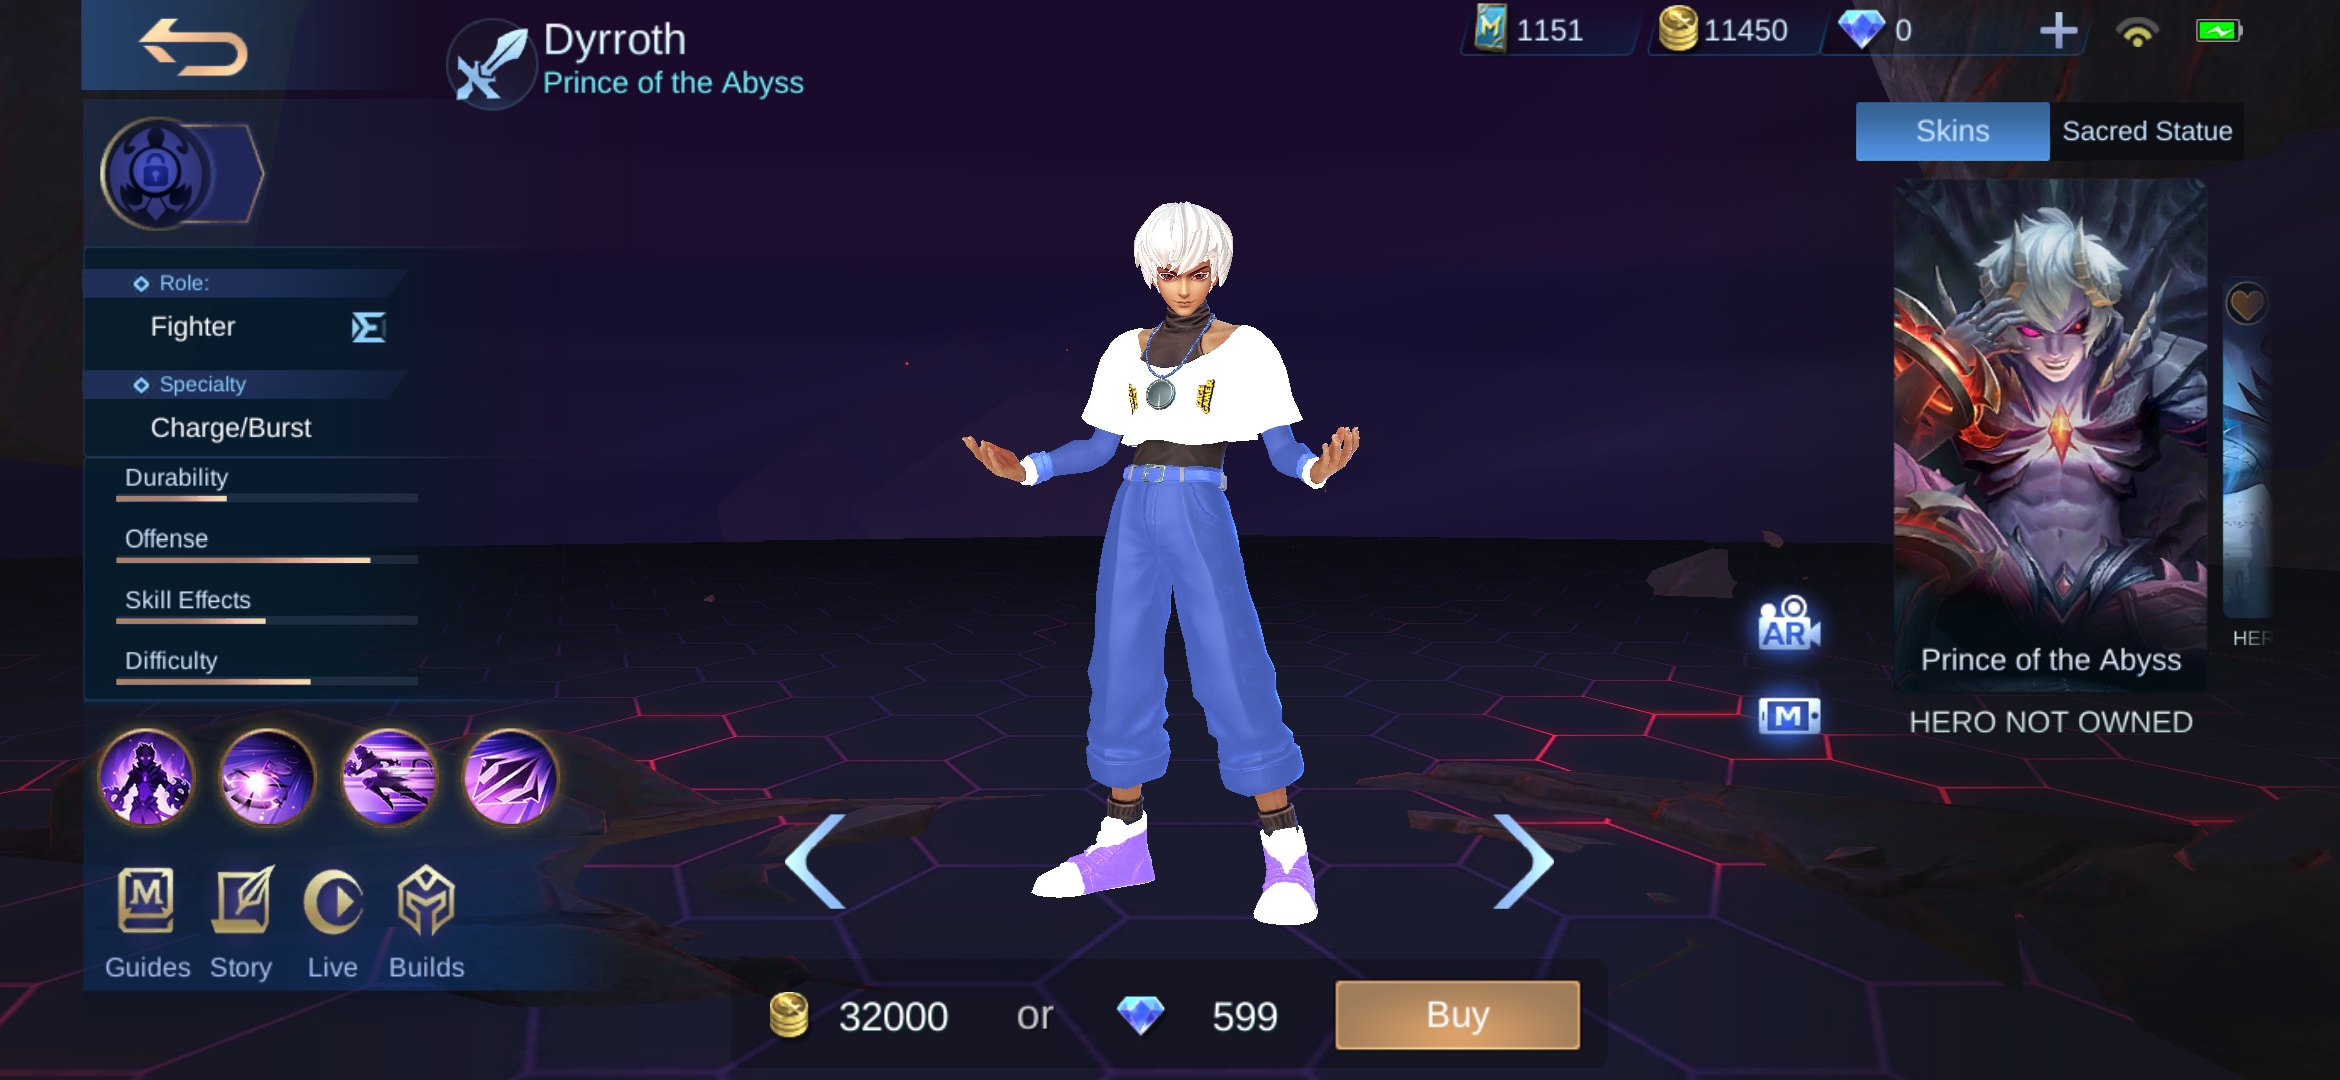 Dyrroth
Prince of the Abyss
1151
11450
0
Skins
Sacred Statue
Role:
Fighter
Specialty
Charge/Burst
Durability
Offense
Skill Effects
Difficulty
AR
M
Prince of the Abyss
HERO NOT OWNED
HER
M
Guides
Story
Live
Builds
32000 or 599
Buy